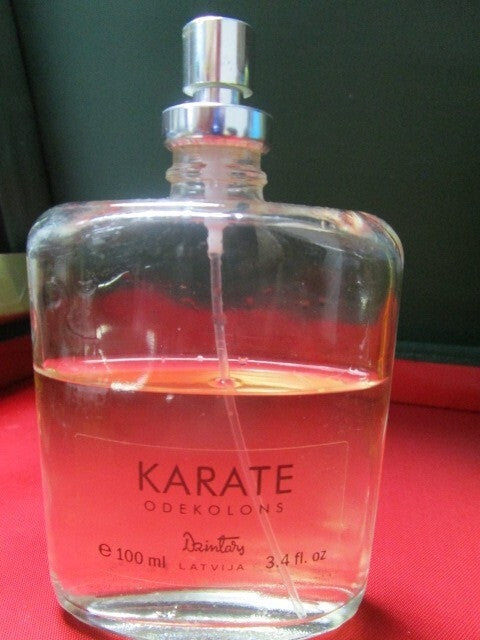 KARATE
ODEKOLONS
Dzintars
℮ 100 ml LATVIJA 3.4 fl. oz